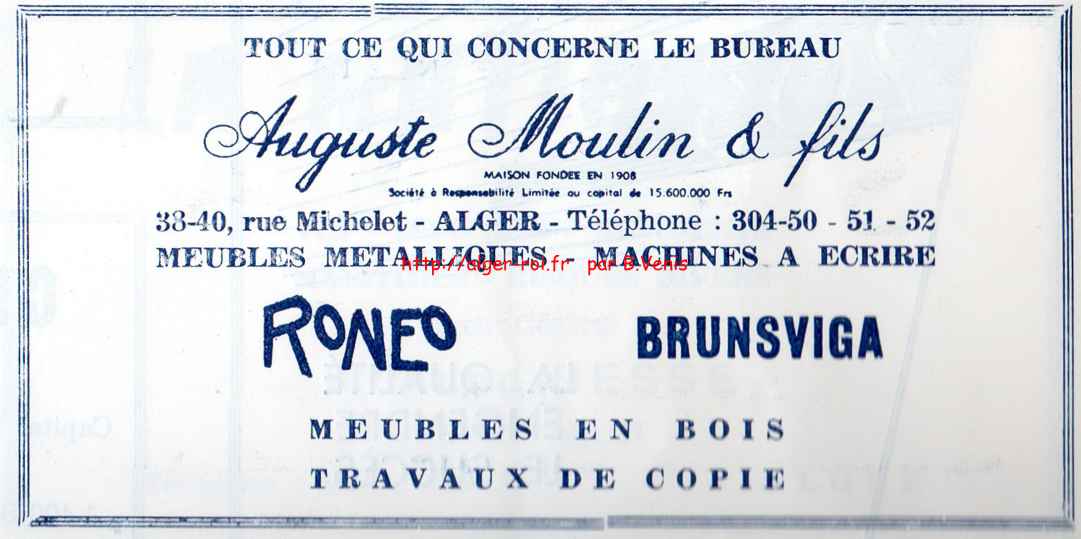 TOUT CE QUI CONCERNE LE BUREAU
Auguste Moulin & fils
MAISON FONDEE EN 1908
Société à Responsabilité Limitée au capital de 15.600.000 Frs
38-40, rue Michelet - ALGER - Téléphone : 304-50 - 51 - 52
MEUBLES METALLIQUES - MACHINES A ECRIRE
http://alger-roi.fr par B.Venis
RONEO BRUNSVIGA
MEUBLES EN BOIS
TRAVAUX DE COPIE